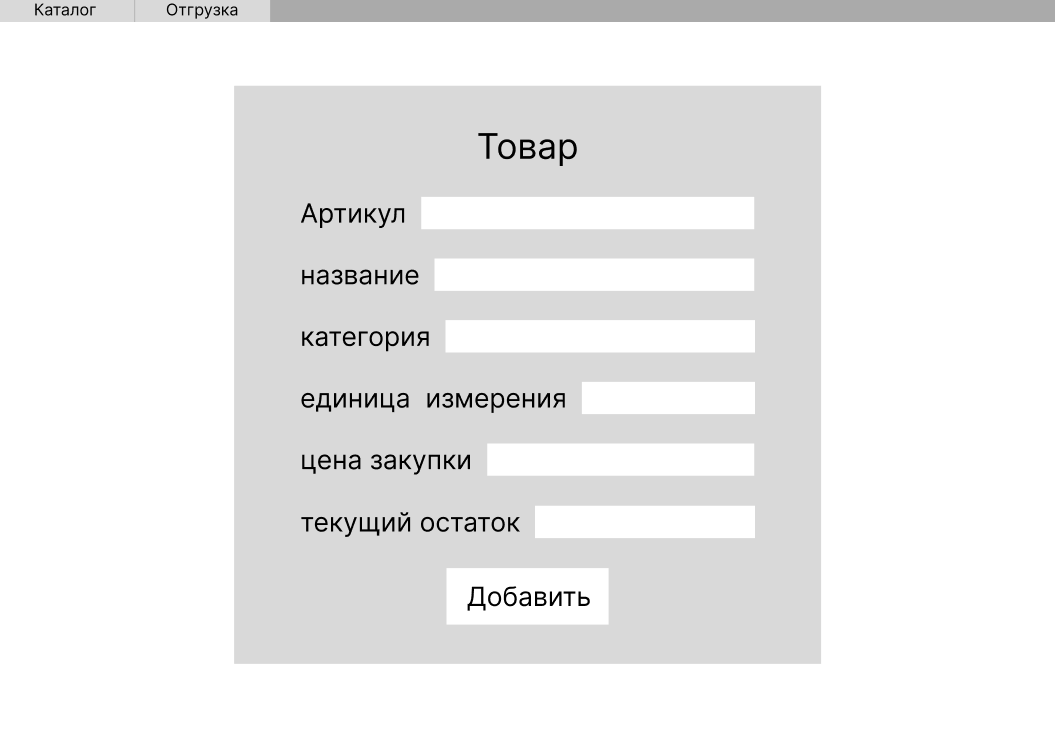 Каталог Отгрузка
Товар
Артикул
название
категория
единица измерения
цена закупки
текущий остаток
Добавить